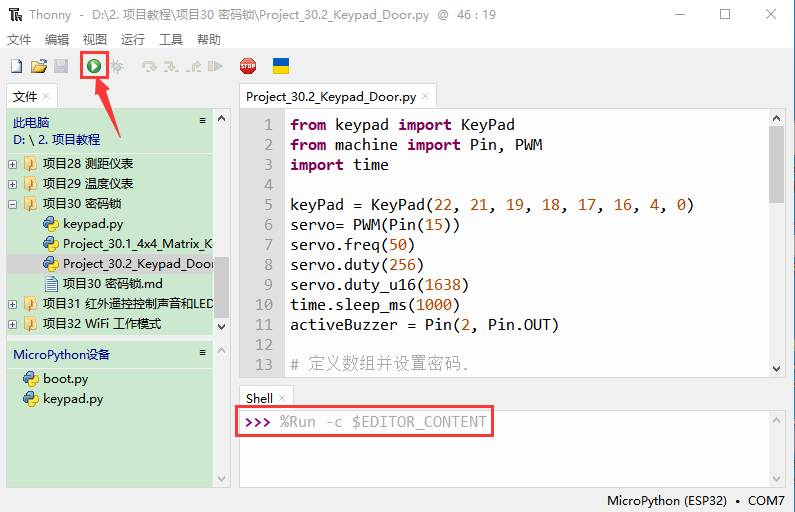 Thonny - D:\2. 项目教程\项目30 密码锁\Project_30.2_Keypad_Door.py @ 46 : 19
文件 编辑 视图 运行 工具 帮助
STOP
文件 ×
此电脑
D: \ 2. 项目教程
项目28 测距仪表
项目29 温度仪表
项目30 密码锁
keypad.py
Project_30.1_4x4_Matrix_K
Project_30.2_Keypad_Door
项目30 密码锁.md
项目31 红外遥控控制声音和LED
项目32 WiFi 工作模式
MicroPython设备
boot.py
keypad.py
Project_30.2_Keypad_Door.py ×
1 from keypad import KeyPad
2 from machine import Pin, PWM
3 import time
4
5 keyPad = KeyPad(22, 21, 19, 18, 17, 16, 4, 0)
6 servo= PWM(Pin(15))
7 servo.freq(50)
8 servo.duty(256)
9 servo.duty_u16(1638)
10 time.sleep_ms(1000)
11 activeBuzzer = Pin(2, Pin.OUT)
12
13 # 定义数组并设置密码.
Shell ×
>>> %Run -c $EDITOR_CONTENT
MicroPython (ESP32) • COM7